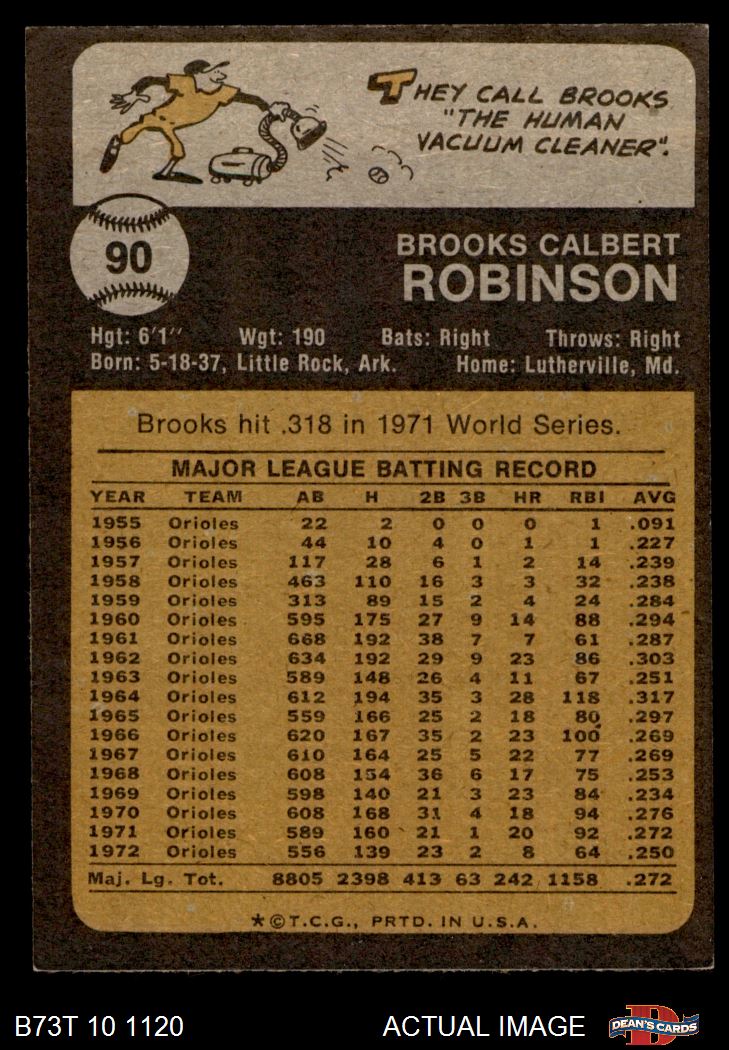 THEY CALL BROOKS
"THE HUMAN
VACUUM CLEANER".
90
BROOKS CALBERT
ROBINSON
Hgt: 6'1" Wgt: 190 Bats: Right Throws: Right
Born: 5-18-37, Little Rock, Ark. Home: Lutherville, Md.
Brooks hit .318 in 1971 World Series.
MAJOR LEAGUE BATTING RECORD
YEAR TEAM AB H 2B 3B HR RBI AVG
1955 Orioles 22 2 0 0 0 1 .091
1956 Orioles 44 10 4 0 1 1 .227
1957 Orioles 117 28 6 1 2 14 .239
1958 Orioles 463 110 16 3 3 32 .238
1959 Orioles 313 89 15 2 4 24 .284
1960 Orioles 595 175 27 9 14 88 .294
1961 Orioles 668 192 38 7 7 61 .287
1962 Orioles 634 192 29 9 23 86 .303
1963 Orioles 589 148 26 4 11 67 .251
1964 Orioles 612 194 35 3 28 118 .317
1965 Orioles 559 166 25 2 18 80 .297
1966 Orioles 620 167 35 2 23 100 .269
1967 Orioles 610 164 25 5 22 77 .269
1968 Orioles 608 154 36 6 17 75 .253
1969 Orioles 598 140 21 3 23 84 .234
1970 Orioles 608 168 31 4 18 94 .276
1971 Orioles 589 160 21 1 20 92 .272
1972 Orioles 556 139 23 2 8 64 .250
Maj. Lg. Tot. 8805 2398 413 63 242 1158 .272
★©T.C.G., PRTD. IN U.S.A.
B73T 10 1120 ACTUAL IMAGE D DEAN'S CARDS